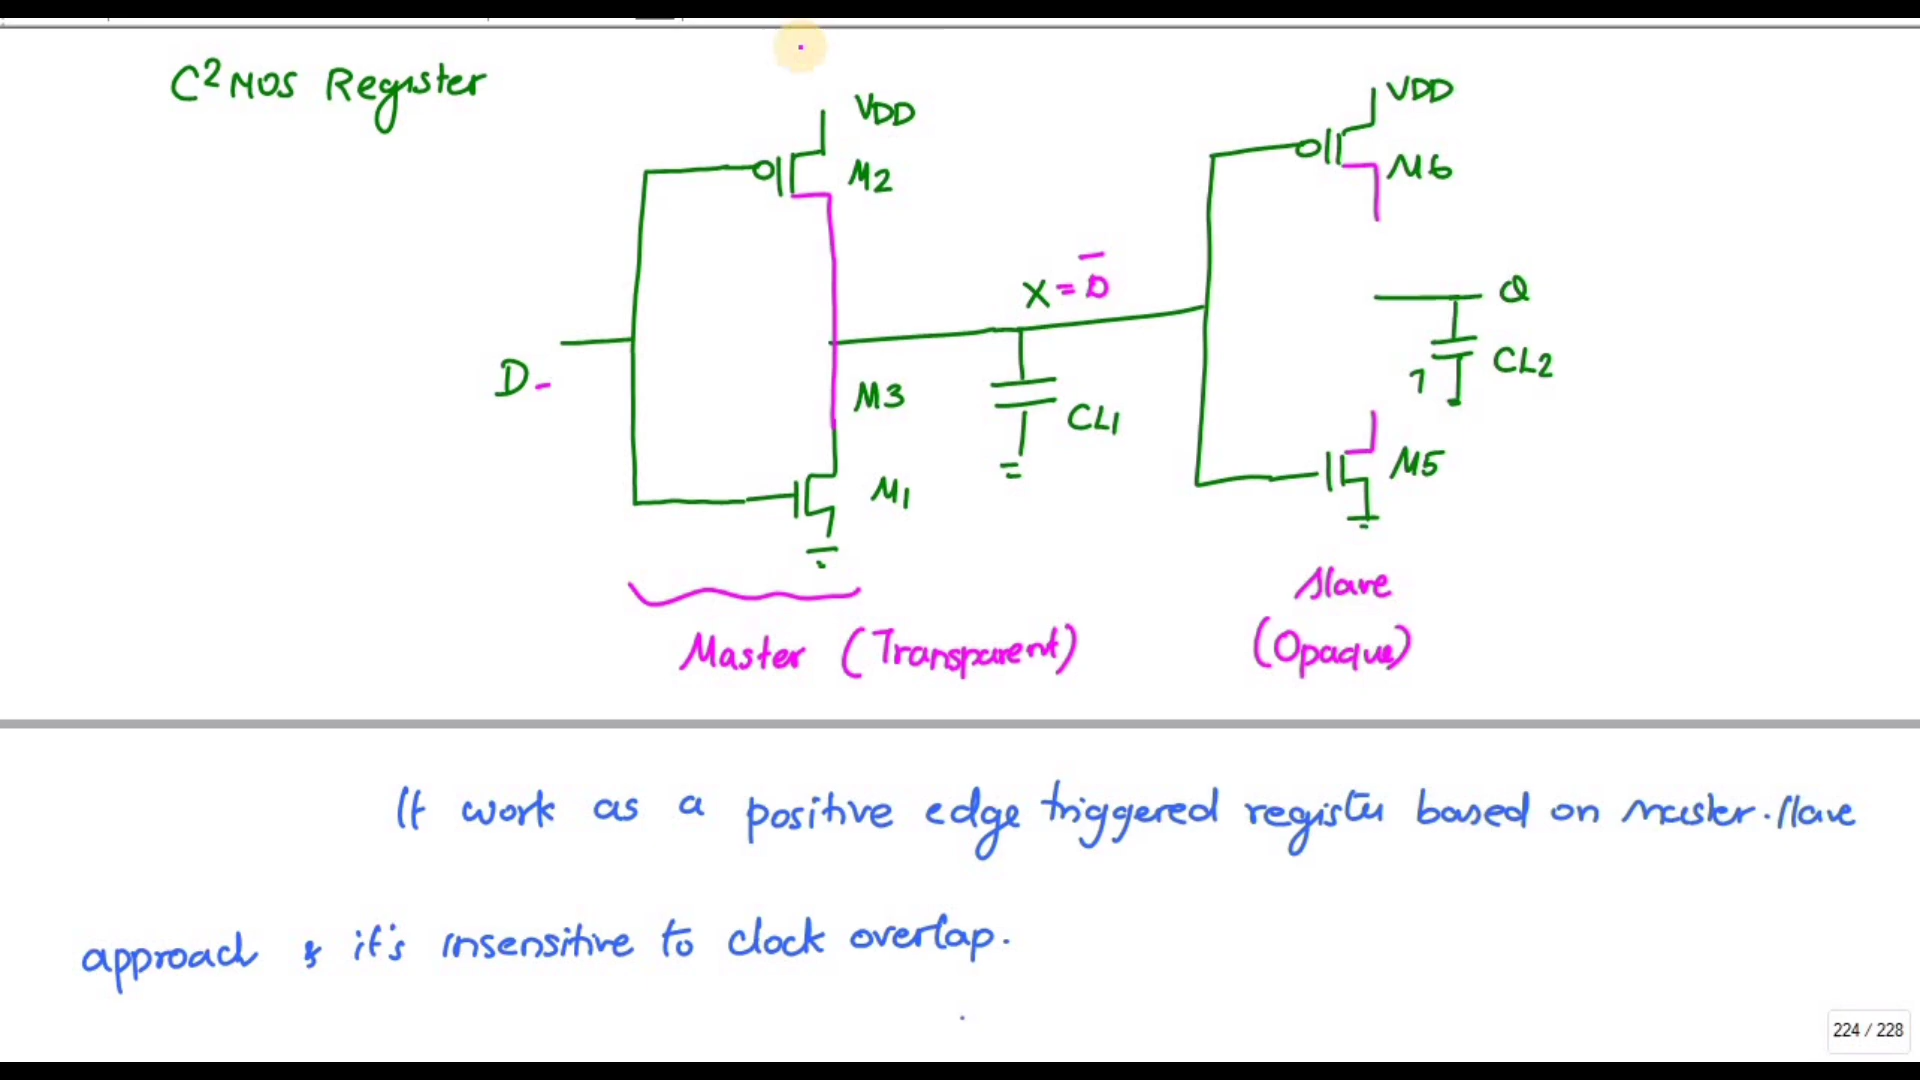 C²MOS Register
VDD
M2
VDD
M6
X = D̅
Q
D
M3
CL1
CL2
M5
M1
Slave
Master (Transparent)
(Opaque)
It work as a positive edge triggered register based on master-slave
approach & it's insensitive to clock overlap.
224 / 228